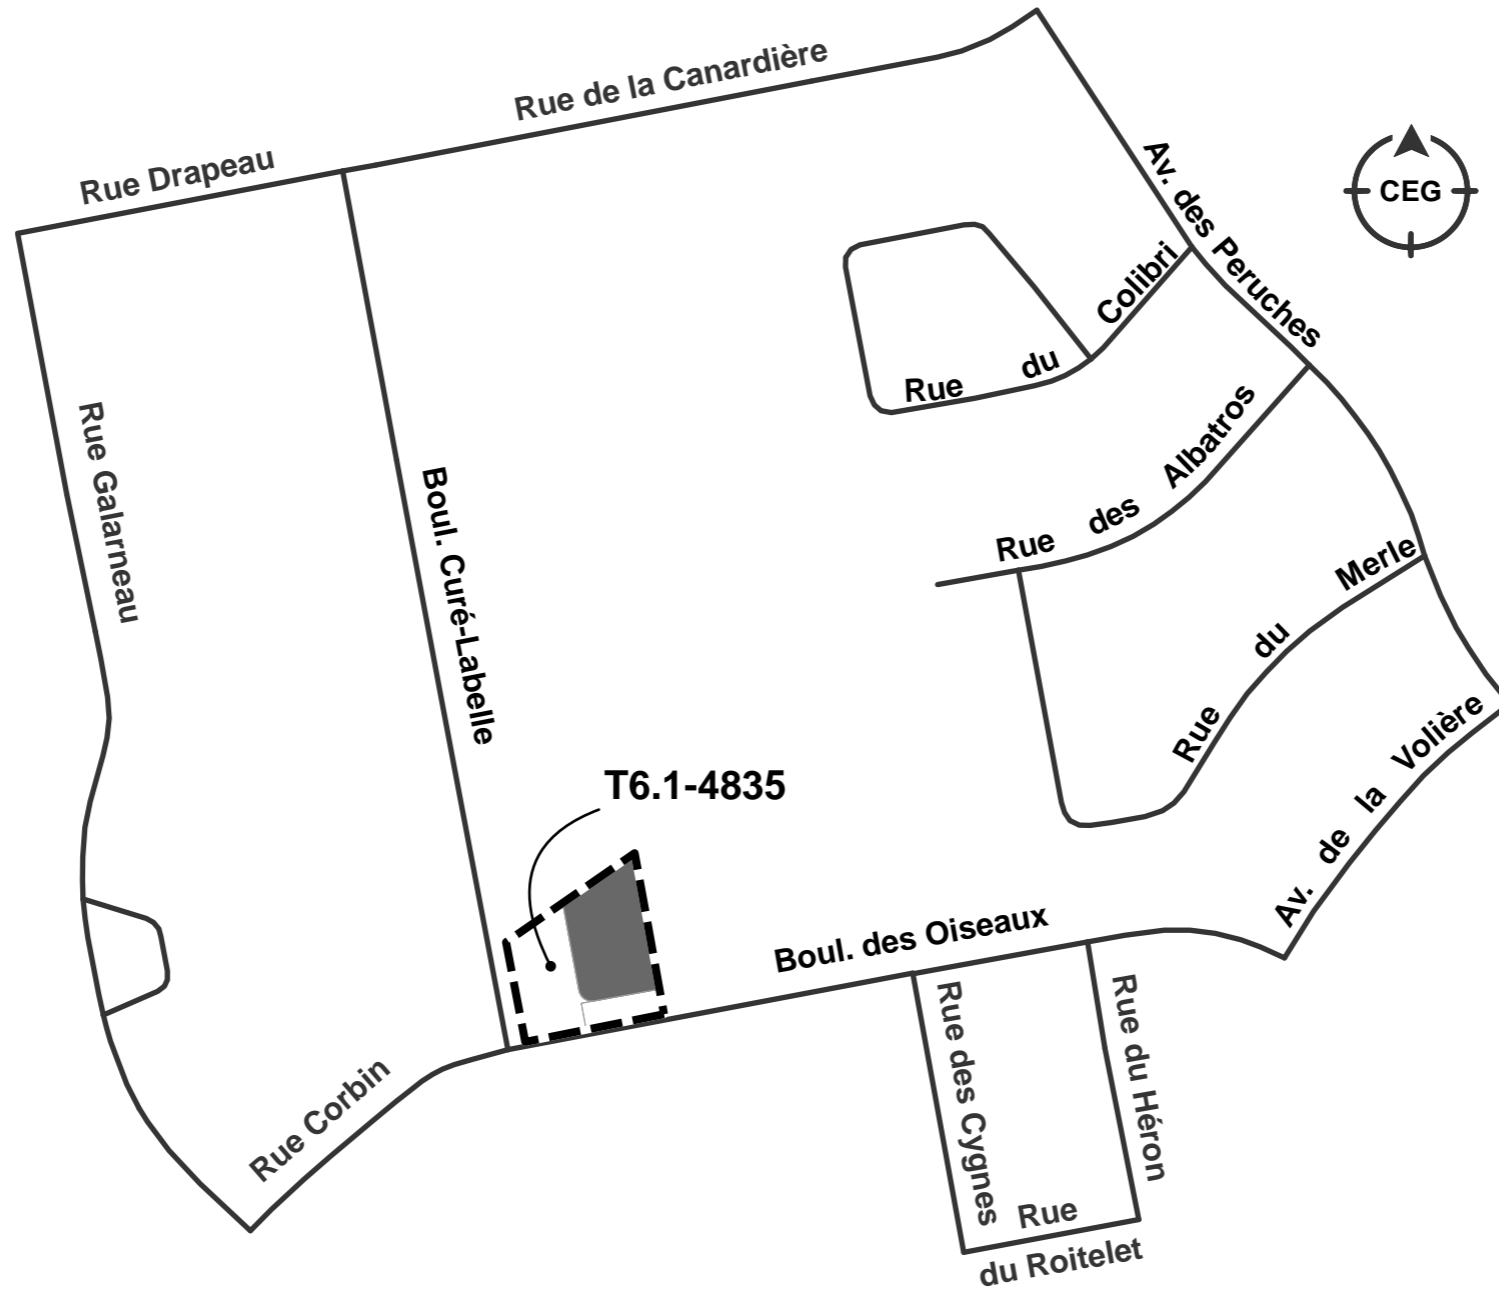 Rue de la Canardière
Rue Drapeau
Av. des Peruches
CEG
Rue du Colibri
Rue des Albatros
Rue Galarneau
Boul. Curé-Labelle
Rue du Merle
Av. de la Volière
T6.1-4835
Boul. des Oiseaux
Rue Corbin
Rue des Cygnes
Rue du Héron
Rue
du Roitelet